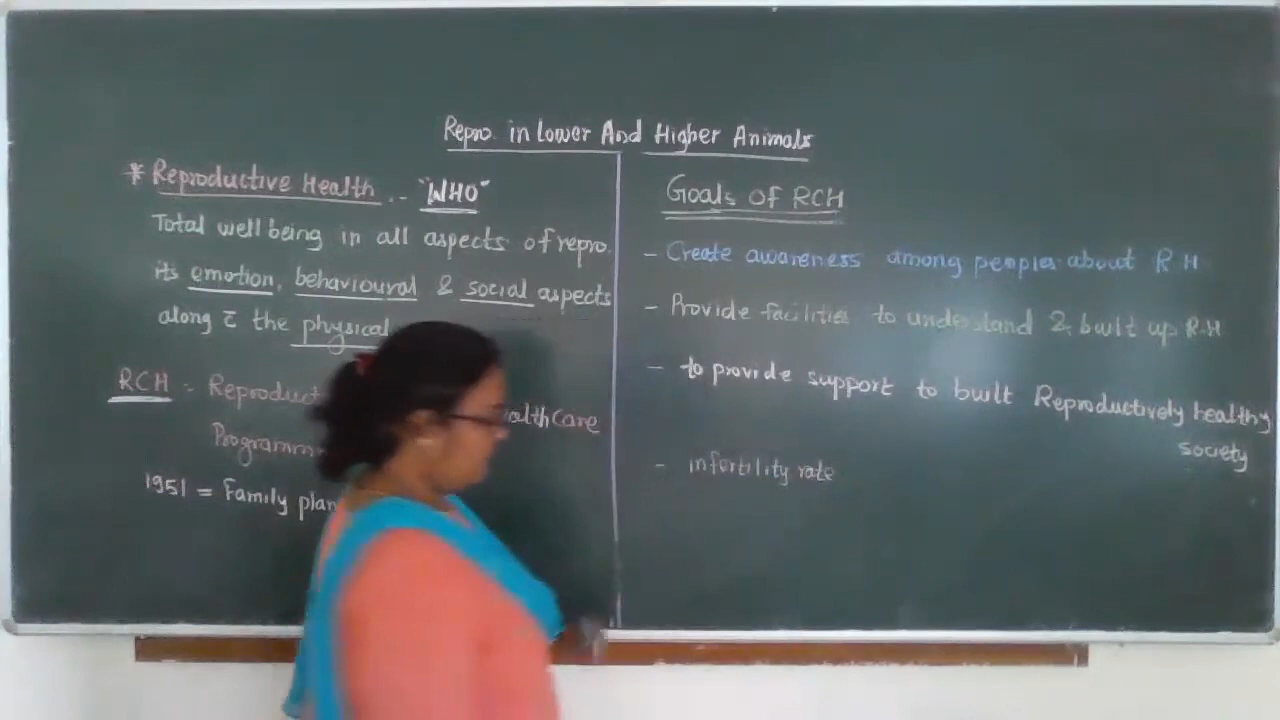 Repro. in Lower And Higher Animals
* Reproductive Health .. "WHO"
Total well being in all aspects of repro.
its emotion, behavioural & social aspects
along c̄ the physical
RCH = Reproduct althCare
Programm
1951 = Family plan
Goals of RCH
- Create awareness among peoples about R H
- Provide facilities to understand & built up R.H
- to provide support to built Reproductively healthy
society
- infertility rate